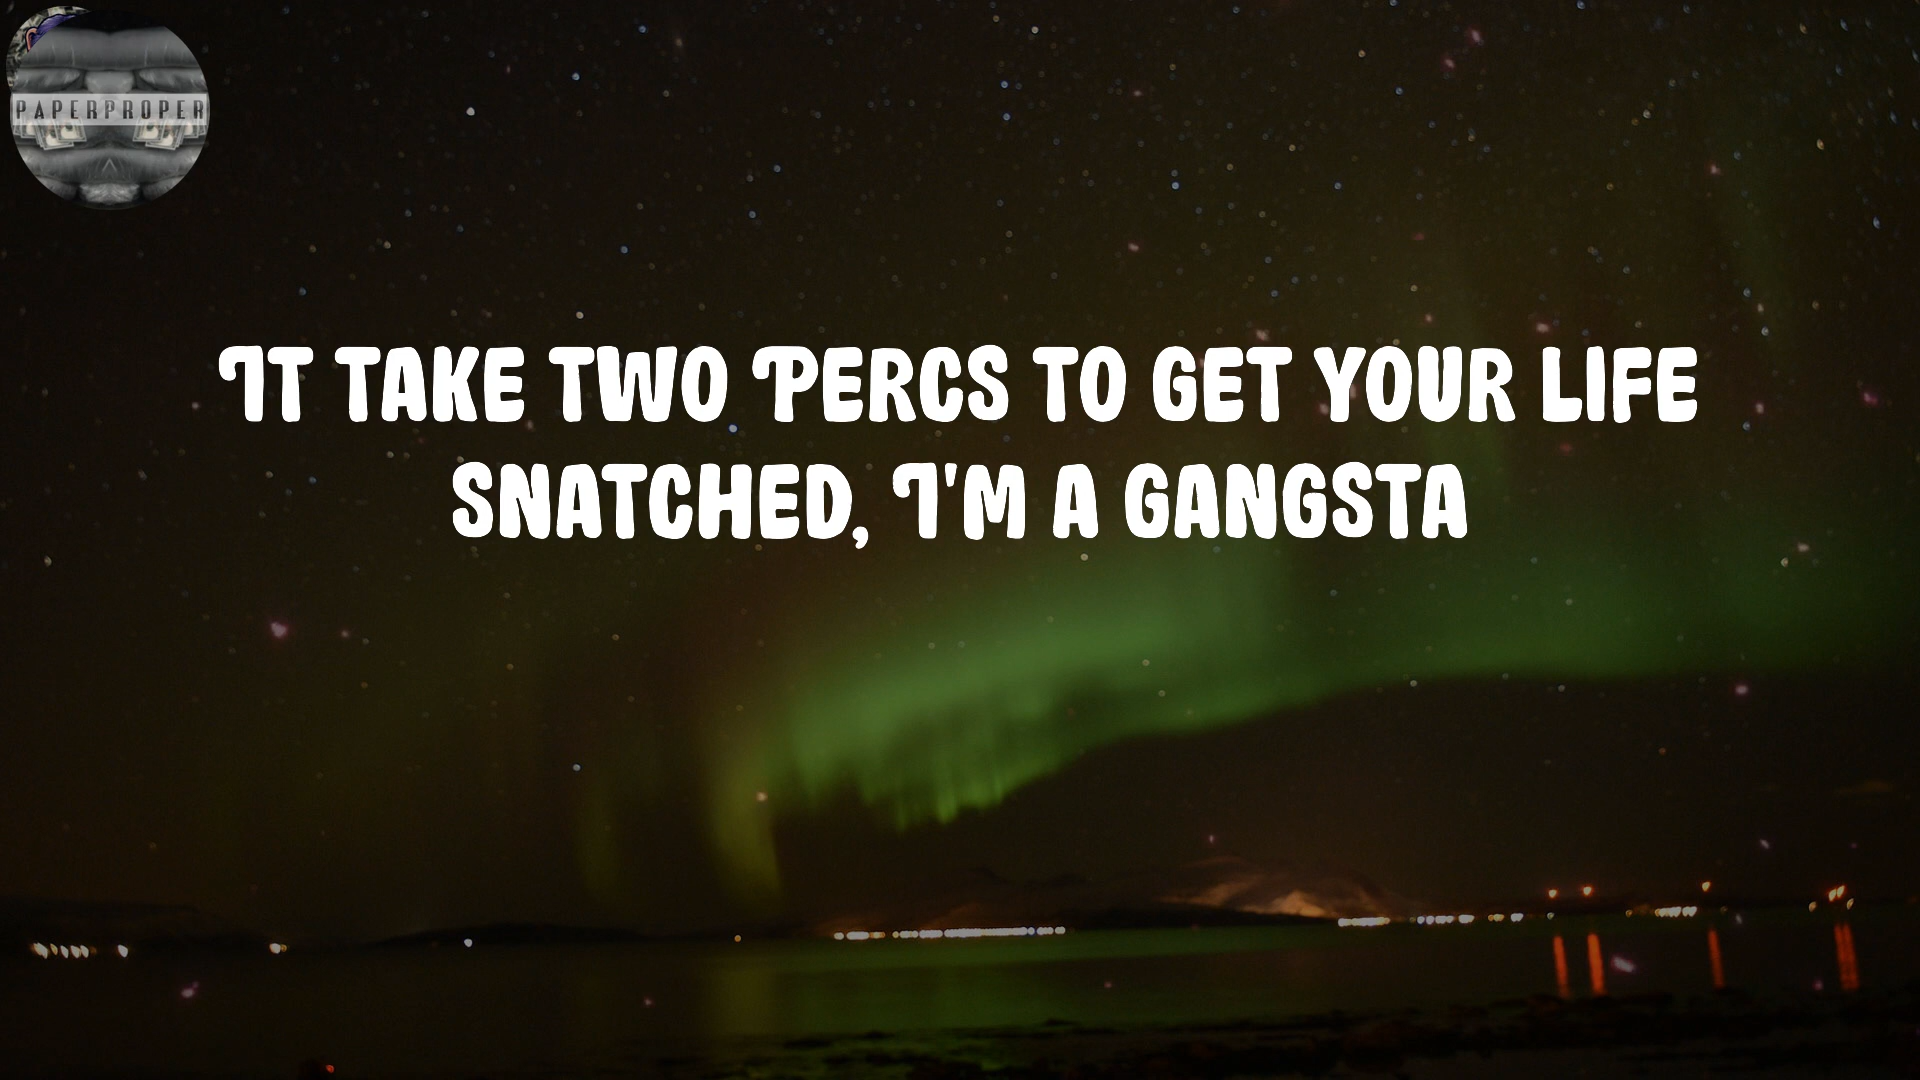 PAPERPROPER
It take two Percs to get your life
snatched, I'm a gangsta